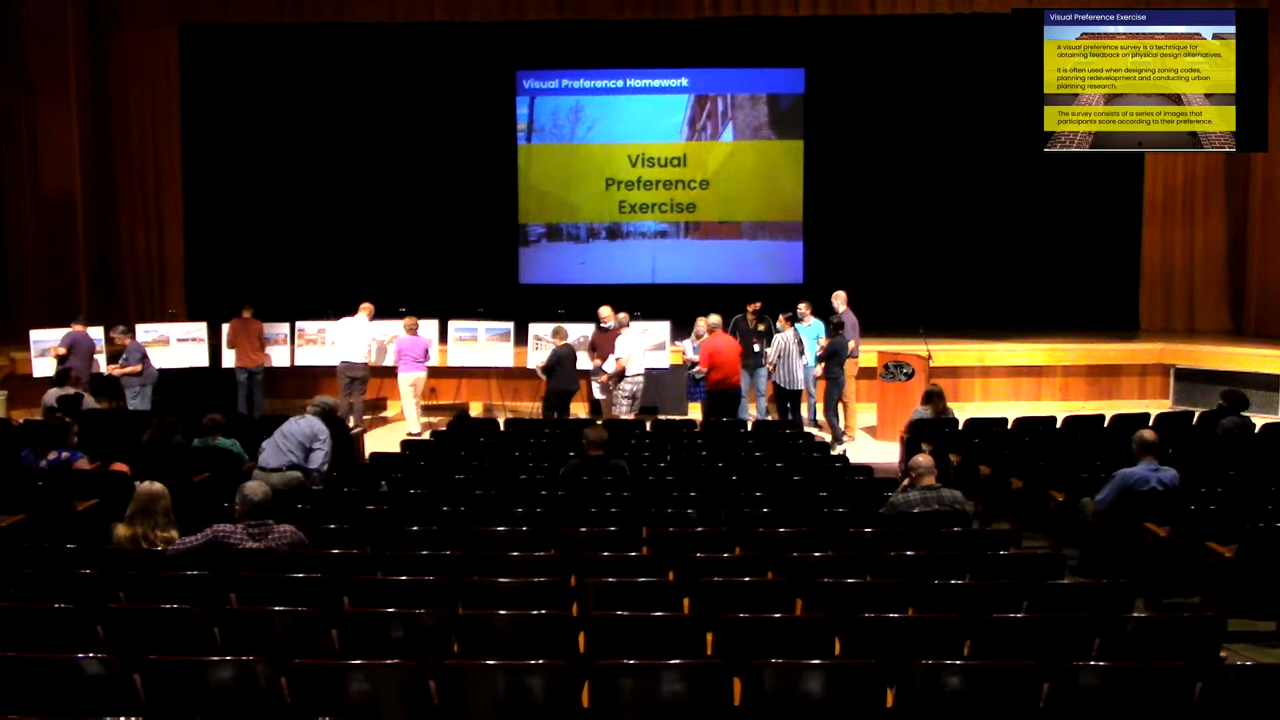 Visual Preference Homework
Visual
Preference
Exercise
Visual Preference Exercise
A visual preference survey is a technique for
obtaining feedback on physical design alternatives.
It is often used when designing zoning codes,
planning redevelopment and conducting urban
planning research.
The survey consists of a series of images that
participants score according to their preference.